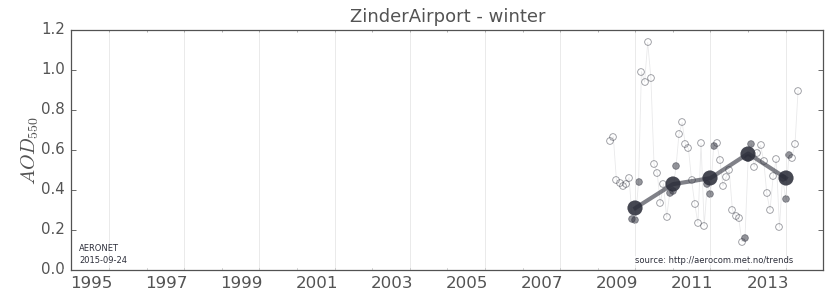 ZinderAirport - winter
1.2
1.0
0.8
0.6
0.4
0.2
0.0
AOD550
AERONET
2015-09-24
source: http://aerocom.met.no/trends
1995 1997 1999 2001 2003 2005 2007 2009 2011 2013